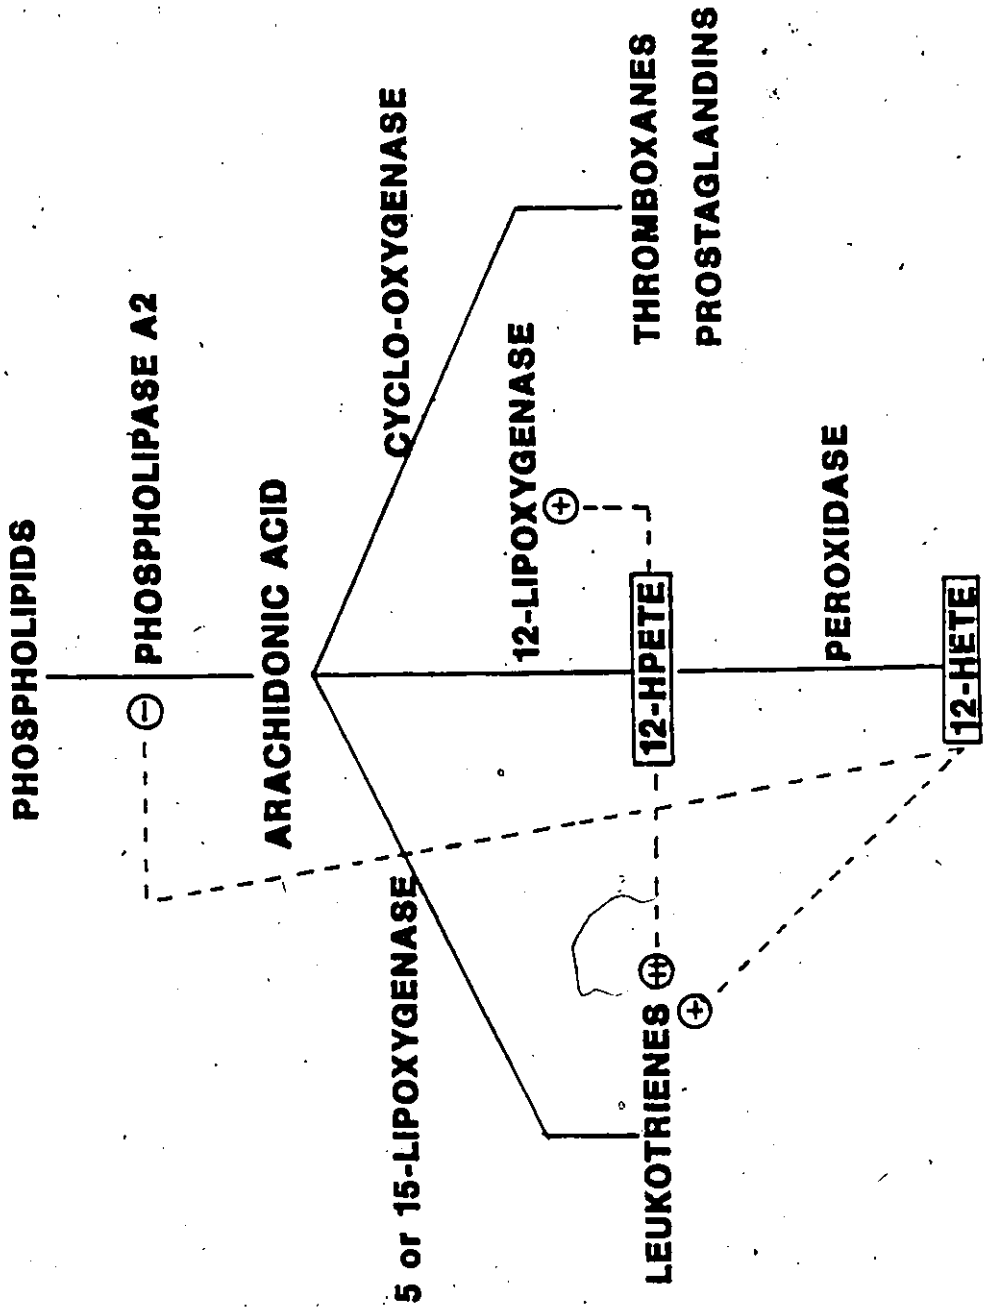 PHOSPHOLIPIDS
⊖ PHOSPHOLIPASE A2
ARACHIDONIC ACID
5 or 15-LIPOXYGENASE
CYCLO-OXYGENASE
12-LIPOXYGENASE
⊕
LEUKOTRIENES ⊕
⊕
12-HPETE
THROMBOXANES
PROSTAGLANDINS
PEROXIDASE
12-HETE